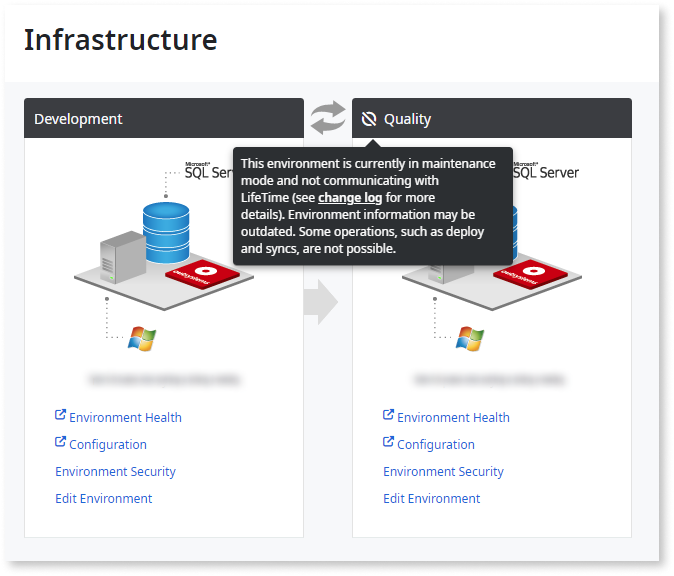 Infrastructure
Development
Quality
Microsoft®
SQL Serv
This environment is currently in maintenance
mode and not communicating with
LifeTime (see change log for more
details). Environment information may be
outdated. Some operations, such as deploy
and syncs, are not possible.
Microsoft®
SQL Server
outsystems
outsystems
Environment Health
Configuration
Environment Security
Edit Environment
Environment Health
Configuration
Environment Security
Edit Environment